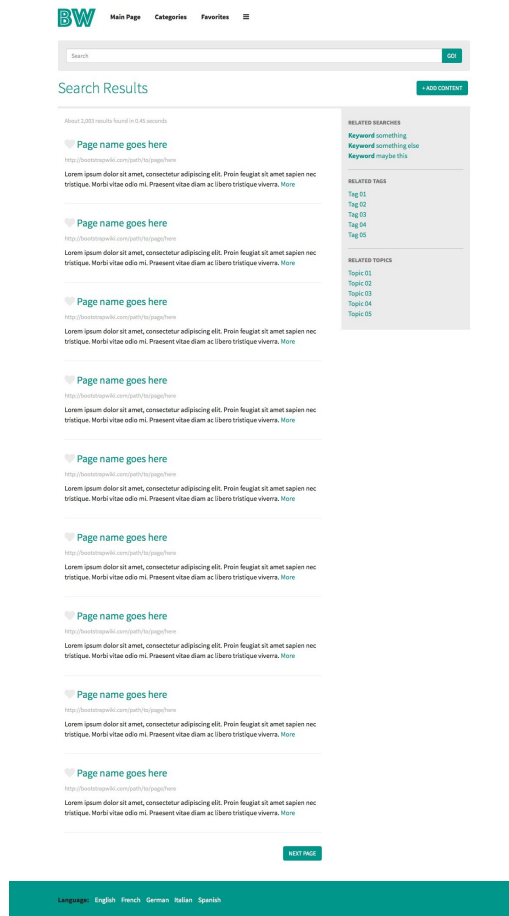 BW
Main Page Categories Favorites
Search
GO!
Search Results
+ ADD CONTENT
About 2,003 results found in 0.45 seconds
Page name goes here
http://bootstrapwiki.com/path/to/page/here
Lorem ipsum dolor sit amet, consectetur adipiscing elit. Proin feugiat sit amet sapien nec
tristique. Morbi vitae odio mi. Praesent vitae diam ac libero tristique viverra. More
Page name goes here
http://bootstrapwiki.com/path/to/page/here
Lorem ipsum dolor sit amet, consectetur adipiscing elit. Proin feugiat sit amet sapien nec
tristique. Morbi vitae odio mi. Praesent vitae diam ac libero tristique viverra. More
Page name goes here
http://bootstrapwiki.com/path/to/page/here
Lorem ipsum dolor sit amet, consectetur adipiscing elit. Proin feugiat sit amet sapien nec
tristique. Morbi vitae odio mi. Praesent vitae diam ac libero tristique viverra. More
Page name goes here
http://bootstrapwiki.com/path/to/page/here
Lorem ipsum dolor sit amet, consectetur adipiscing elit. Proin feugiat sit amet sapien nec
tristique. Morbi vitae odio mi. Praesent vitae diam ac libero tristique viverra. More
Page name goes here
http://bootstrapwiki.com/path/to/page/here
Lorem ipsum dolor sit amet, consectetur adipiscing elit. Proin feugiat sit amet sapien nec
tristique. Morbi vitae odio mi. Praesent vitae diam ac libero tristique viverra. More
Page name goes here
http://bootstrapwiki.com/path/to/page/here
Lorem ipsum dolor sit amet, consectetur adipiscing elit. Proin feugiat sit amet sapien nec
tristique. Morbi vitae odio mi. Praesent vitae diam ac libero tristique viverra. More
Page name goes here
http://bootstrapwiki.com/path/to/page/here
Lorem ipsum dolor sit amet, consectetur adipiscing elit. Proin feugiat sit amet sapien nec
tristique. Morbi vitae odio mi. Praesent vitae diam ac libero tristique viverra. More
Page name goes here
http://bootstrapwiki.com/path/to/page/here
Lorem ipsum dolor sit amet, consectetur adipiscing elit. Proin feugiat sit amet sapien nec
tristique. Morbi vitae odio mi. Praesent vitae diam ac libero tristique viverra. More
Page name goes here
http://bootstrapwiki.com/path/to/page/here
Lorem ipsum dolor sit amet, consectetur adipiscing elit. Proin feugiat sit amet sapien nec
tristique. Morbi vitae odio mi. Praesent vitae diam ac libero tristique viverra. More
NEXT PAGE
RELATED SEARCHES
Keyword something
Keyword something else
Keyword maybe this
RELATED TAGS
Tag 01
Tag 02
Tag 03
Tag 04
Tag 05
RELATED TOPICS
Topic 01
Topic 02
Topic 03
Topic 04
Topic 05
Language: English French German Italian Spanish